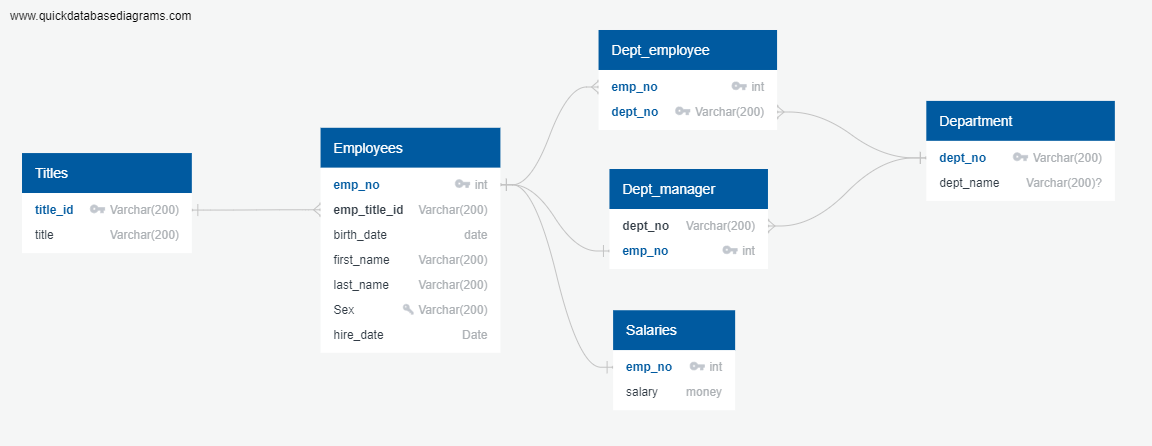 www.quickdatabasediagrams.com
Titles
title_id Varchar(200)
title Varchar(200)
Employees
emp_no int
emp_title_id Varchar(200)
birth_date date
first_name Varchar(200)
last_name Varchar(200)
Sex Varchar(200)
hire_date Date
Dept_employee
emp_no int
dept_no Varchar(200)
Dept_manager
dept_no Varchar(200)
emp_no int
Salaries
emp_no int
salary money
Department
dept_no Varchar(200)
dept_name Varchar(200)?